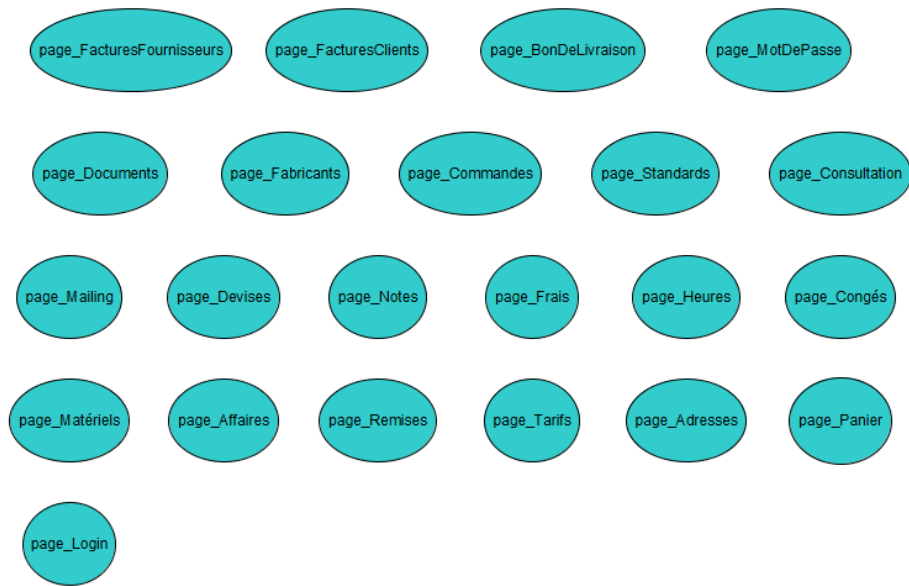 page_FacturesFournisseurs
page_FacturesClients
page_BonDeLivraison
page_MotDePasse
page_Documents
page_Fabricants
page_Commandes
page_Standards
page_Consultation
page_Mailing
page_Devises
page_Notes
page_Frais
page_Heures
page_Congés
page_Matériels
page_Affaires
page_Remises
page_Tarifs
page_Adresses
page_Panier
page_Login